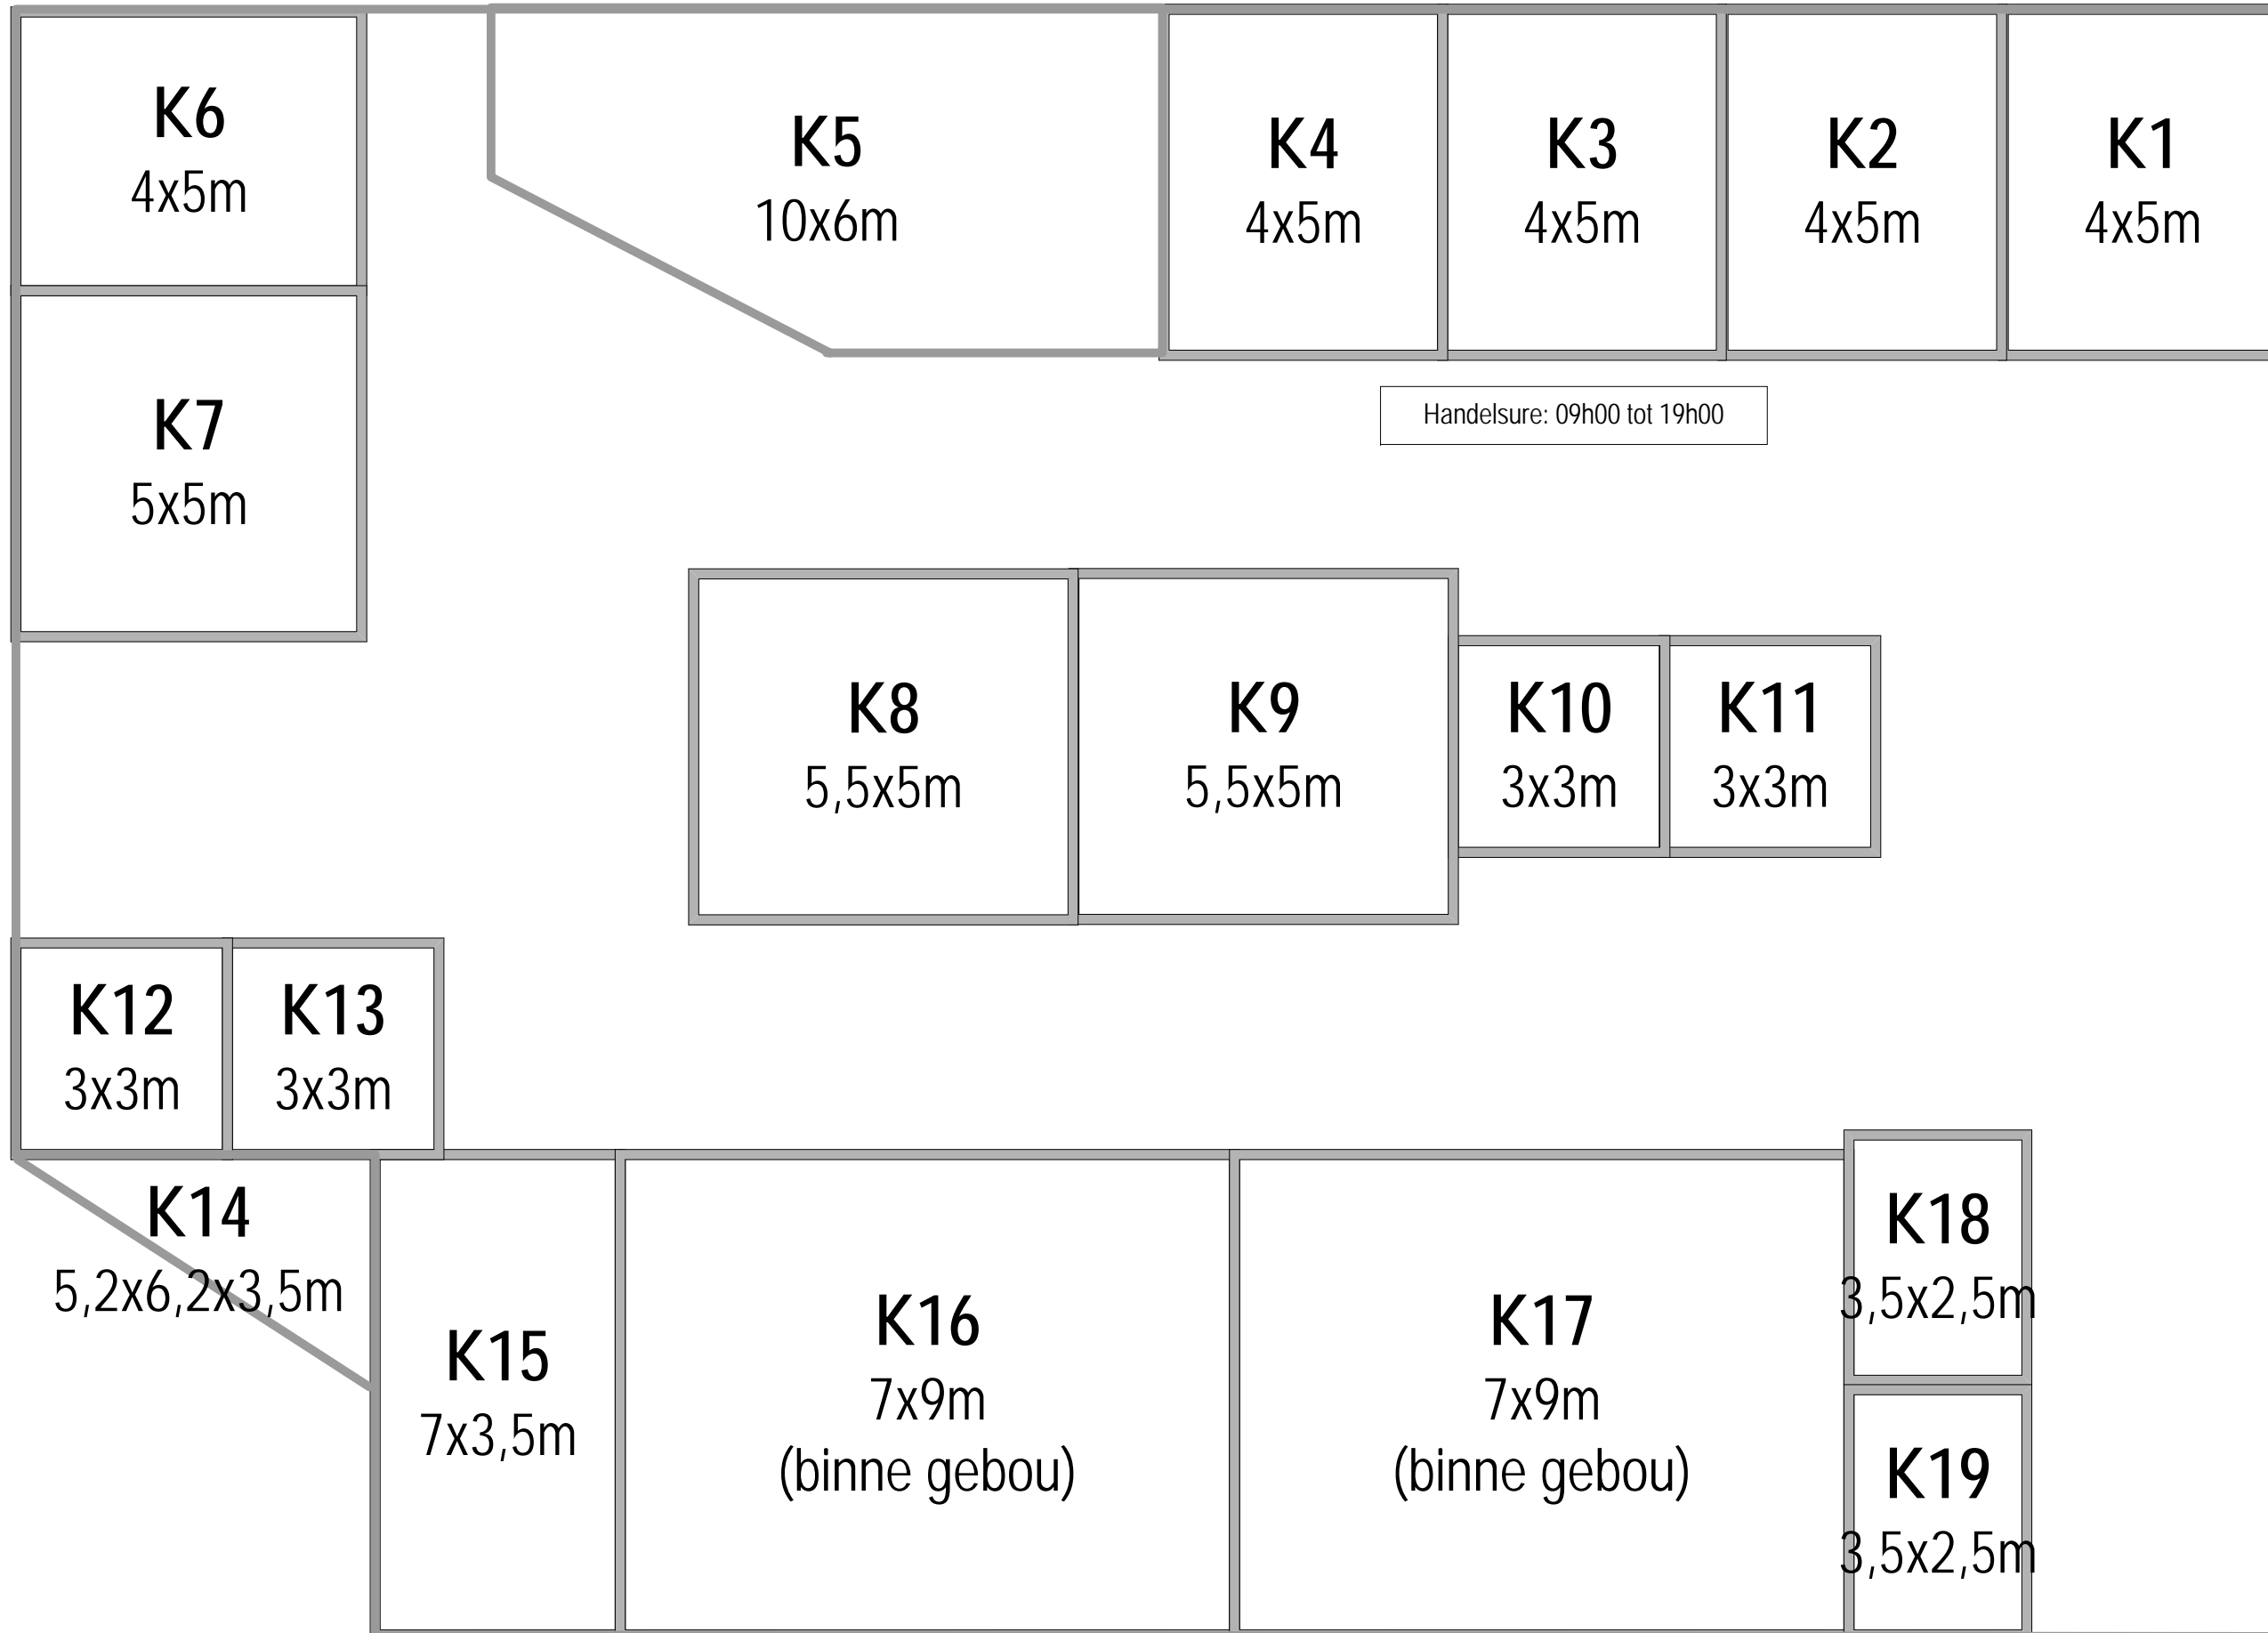 K6
4x5m
K5
10x6m
K4
4x5m
K3
4x5m
K2
4x5m
K1
4x5m
Handelsure: 09h00 tot 19h00
K7
5x5m
K8
5,5x5m
K9
5,5x5m
K10
3x3m
K11
3x3m
K12
3x3m
K13
3x3m
K14
5,2x6,2x3,5m
K15
7x3,5m
K16
7x9m
(binne gebou)
K17
7x9m
(binne gebou)
K18
3,5x2,5m
K19
3,5x2,5m